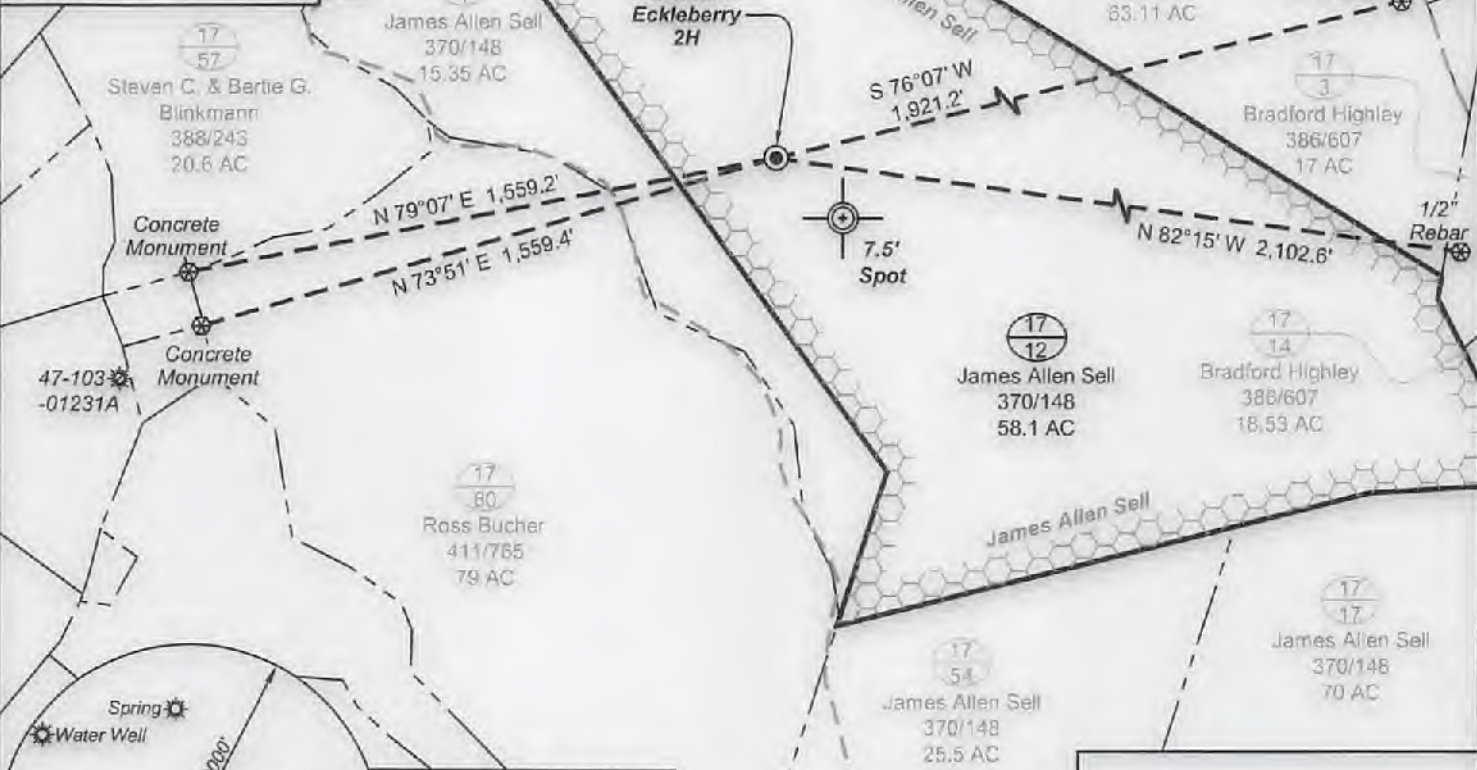 17
57
Steven C. & Bertie G.
Blinkmann
388/243
20.6 AC
James Allen Sell
370/148
15.35 AC
Eckleberry
2H
Sell
63.11 AC
17
3
Bradford Highley
386/607
17 AC
S 76°07' W
1,921.2'
N 79°07' E 1,559.2'
N 73°51' E 1,559.4'
N 82°15' W 2,102.6'
1/2"
Rebar
Concrete
Monument
Concrete
Monument
47-103
-01231A
7.5'
Spot
17
12
James Allen Sell
370/148
58.1 AC
17
14
Bradford Highley
386/607
18.53 AC
17
60
Ross Bucher
411/765
79 AC
James Allen Sell
17
17
James Allen Sell
370/148
70 AC
17
54
James Allen Sell
370/148
25.5 AC
Spring
Water Well